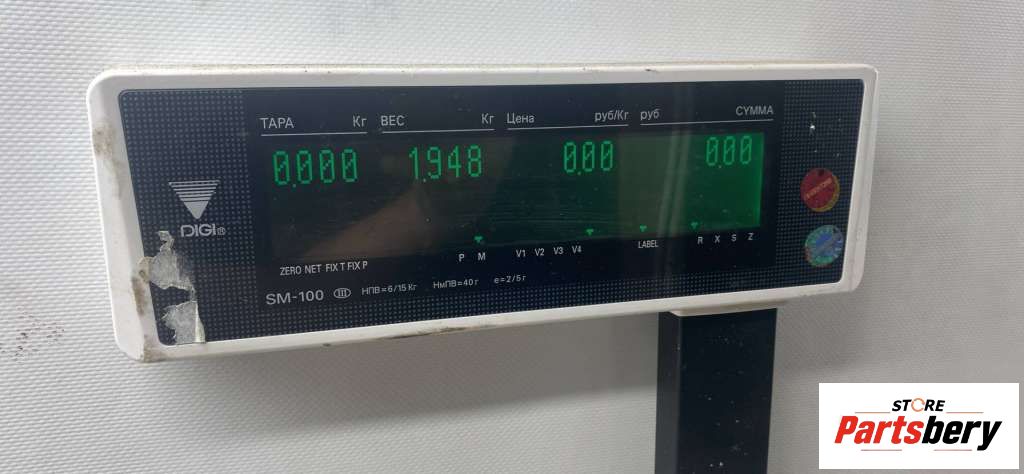 ТАРА Кг ВЕС Кг Цена руб/Кг руб СУММА
0.000 1.948 0.00 0.00
DIGI®
P M V1 V2 V3 V4 LABEL R X S Z
ZERO NET FIX T FIX P
SM-100 III НПВ=6/15 Кг НмПВ=40 г e=2/5 г
STORE
Partsbery